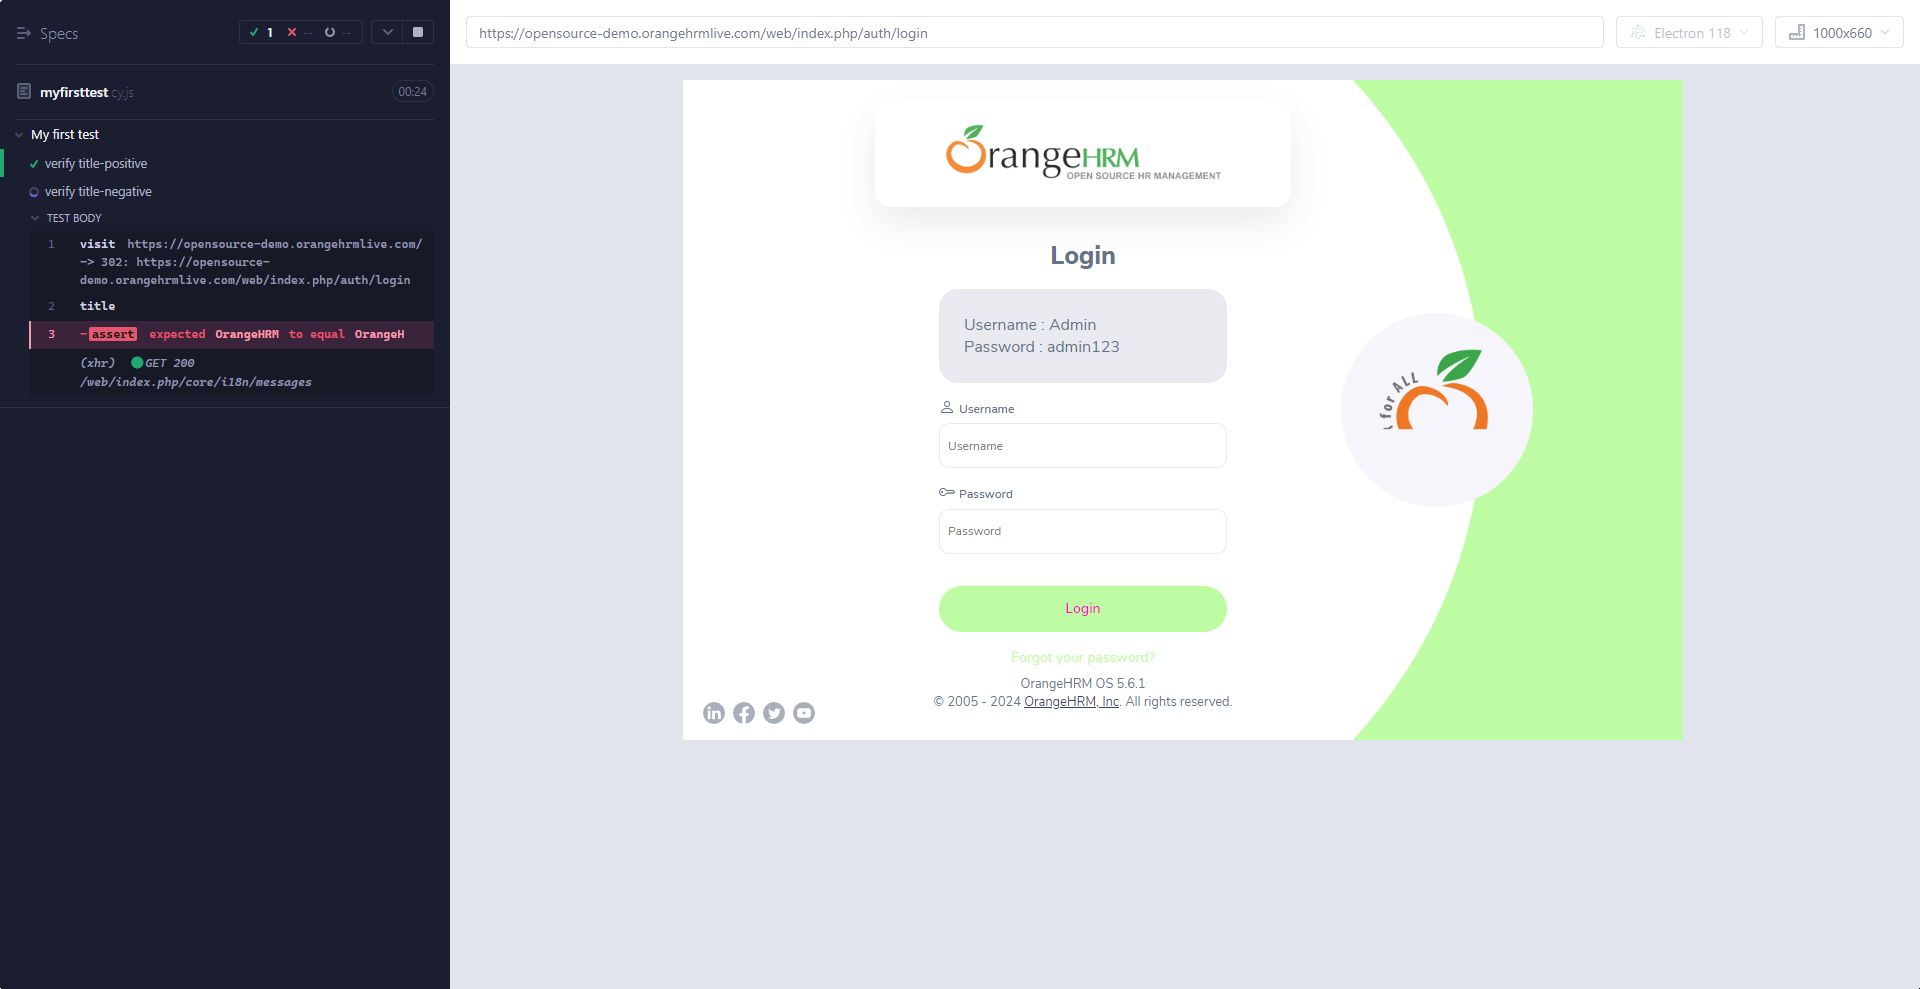 Specs
1
--
--
https://opensource-demo.orangehrmlive.com/web/index.php/auth/login
Electron 118
1000x660
myfirsttest.cy.js
00:24
My first test
verify title-positive
verify title-negative
TEST BODY
1 visit https://opensource-demo.orangehrmlive.com/
-> 302: https://opensource-
demo.orangehrmlive.com/web/index.php/auth/login
2 title
3 -assert expected OrangeHRM to equal OrangeH
(xhr) GET 200
/web/index.php/core/i18n/messages
OrangeHRM
OPEN SOURCE HR MANAGEMENT
Login
Username : Admin
Password : admin123
Username
Username
Password
Password
Login
Forgot your password?
OrangeHRM OS 5.6.1
© 2005 - 2024 OrangeHRM, Inc. All rights reserved.
for ALL